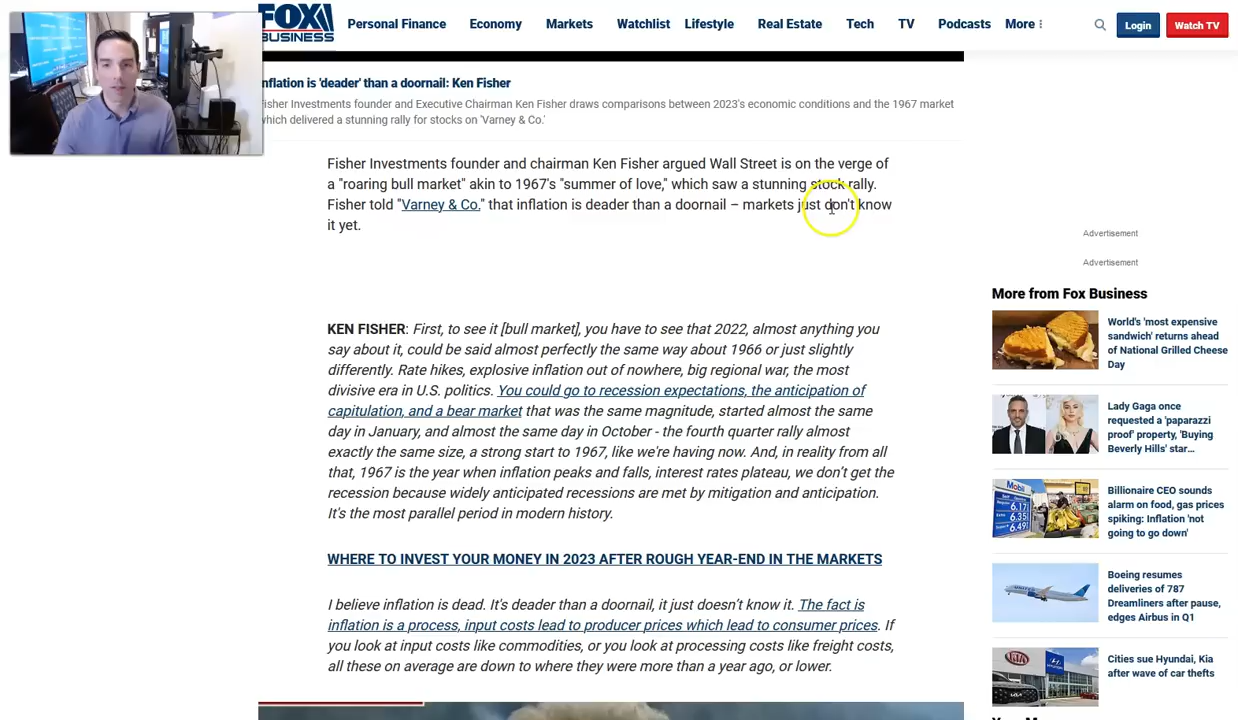 FOX
BUSINESS
Personal Finance
Economy
Markets
Watchlist
Lifestyle
Real Estate
Tech
TV
Podcasts
More
Login
Watch TV
nflation is 'deader' than a doornail: Ken Fisher
isher Investments founder and Executive Chairman Ken Fisher draws comparisons between 2023's economic conditions and the 1967 market
which delivered a stunning rally for stocks on 'Varney & Co.'
Fisher Investments founder and chairman Ken Fisher argued Wall Street is on the verge of
a "roaring bull market" akin to 1967's "summer of love," which saw a stunning stock rally.
Fisher told "Varney & Co." that inflation is deader than a doornail – markets just don't know
it yet.
KEN FISHER: First, to see it [bull market], you have to see that 2022, almost anything you
say about it, could be said almost perfectly the same way about 1966 or just slightly
differently. Rate hikes, explosive inflation out of nowhere, big regional war, the most
divisive era in U.S. politics. You could go to recession expectations, the anticipation of
capitulation, and a bear market that was the same magnitude, started almost the same
day in January, and almost the same day in October - the fourth quarter rally almost
exactly the same size, a strong start to 1967, like we're having now. And, in reality from all
that, 1967 is the year when inflation peaks and falls, interest rates plateau, we don't get the
recession because widely anticipated recessions are met by mitigation and anticipation.
It's the most parallel period in modern history.
WHERE TO INVEST YOUR MONEY IN 2023 AFTER ROUGH YEAR-END IN THE MARKETS
I believe inflation is dead. It's deader than a doornail, it just doesn't know it. The fact is
inflation is a process, input costs lead to producer prices which lead to consumer prices. If
you look at input costs like commodities, or you look at processing costs like freight costs,
all these on average are down to where they were more than a year ago, or lower.
Advertisement
Advertisement
More from Fox Business
World's 'most expensive
sandwich' returns ahead
of National Grilled Cheese
Day
Lady Gaga once
requested a 'paparazzi
proof' property, 'Buying
Beverly Hills' star...
Mobil
6.17
6.35
6.49
Billionaire CEO sounds
alarm on food, gas prices
spiking: Inflation 'not
going to go down'
Boeing resumes
deliveries of 787
Dreamliners after pause,
edges Airbus in Q1
KIA
Cities sue Hyundai, Kia
after wave of car thefts